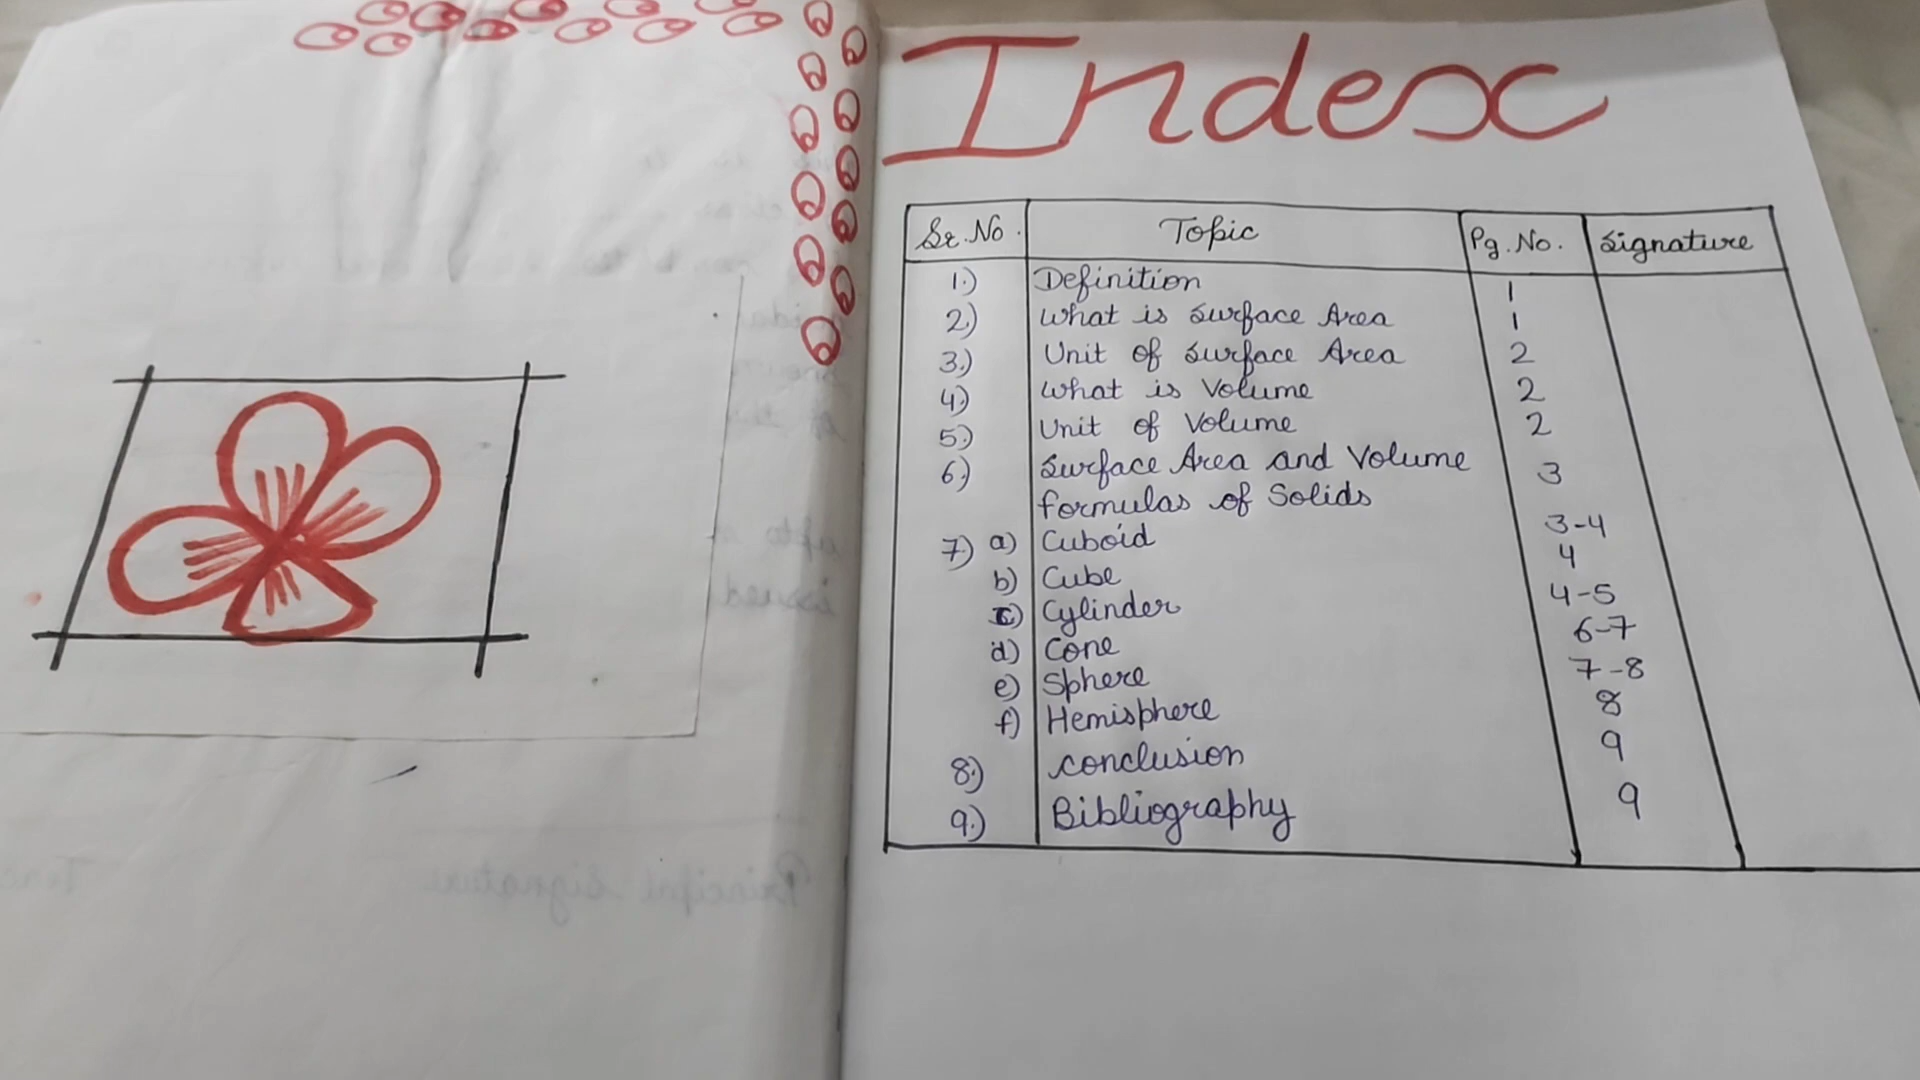 Index
Sr. No. Topic Pg. No. Signature
1.) Definition 1
2.) What is Surface Area 1
3.) Unit of Surface Area 2
4.) What is Volume 2
5.) Unit of Volume 2
6.) Surface Area and Volume 3
formulas of Solids
7.) a) Cuboid 3-4
b) Cube 4
c) Cylinder 4-5
d) Cone 6-7
e) Sphere 7-8
f) Hemisphere 8
8.) conclusion 9
9.) Bibliography 9
Principal Signature